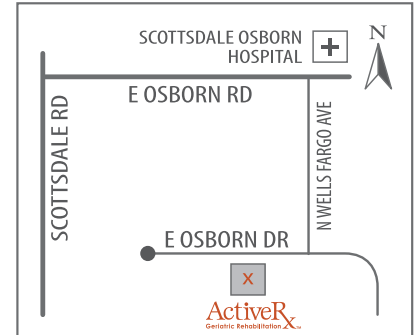 SCOTTSDALE OSBORN
HOSPITAL
N
E OSBORN RD
SCOTTSDALE RD
N WELLS FARGO AVE
E OSBORN DR
X
ActiveRx
Geriatric Rehabilitation